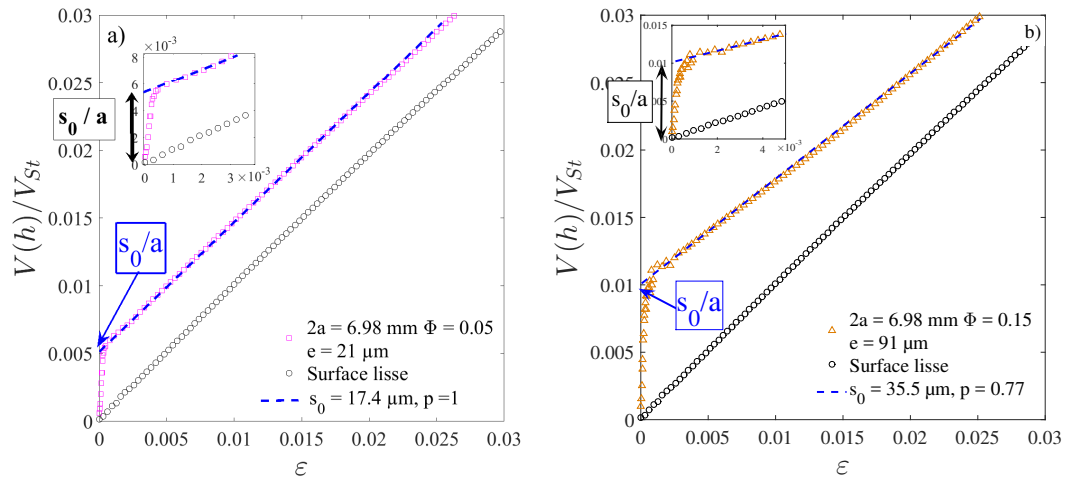 a)
V(h)/V_St
0.03
0.025
0.02
0.015
0.01
0.005
0
0 0.005 0.01 0.015 0.02 0.025 0.03
ε
×10⁻³
8
6
4
2
0
0 1 2 3 ×10⁻³
s₀ / a
s₀/a
2a = 6.98 mm Φ = 0.05
e = 21 µm
Surface lisse
s₀ = 17.4 µm, p =1
b)
V(h)/V_St
0.03
0.025
0.02
0.015
0.01
0.005
0
0 0.005 0.01 0.015 0.02 0.025 0.03
ε
0.015
0.01
0.005
0
0 2 4 ×10⁻³
s₀/a
s₀/a
2a = 6.98 mm Φ = 0.15
e = 91 µm
Surface lisse
s₀ = 35.5 µm, p = 0.77